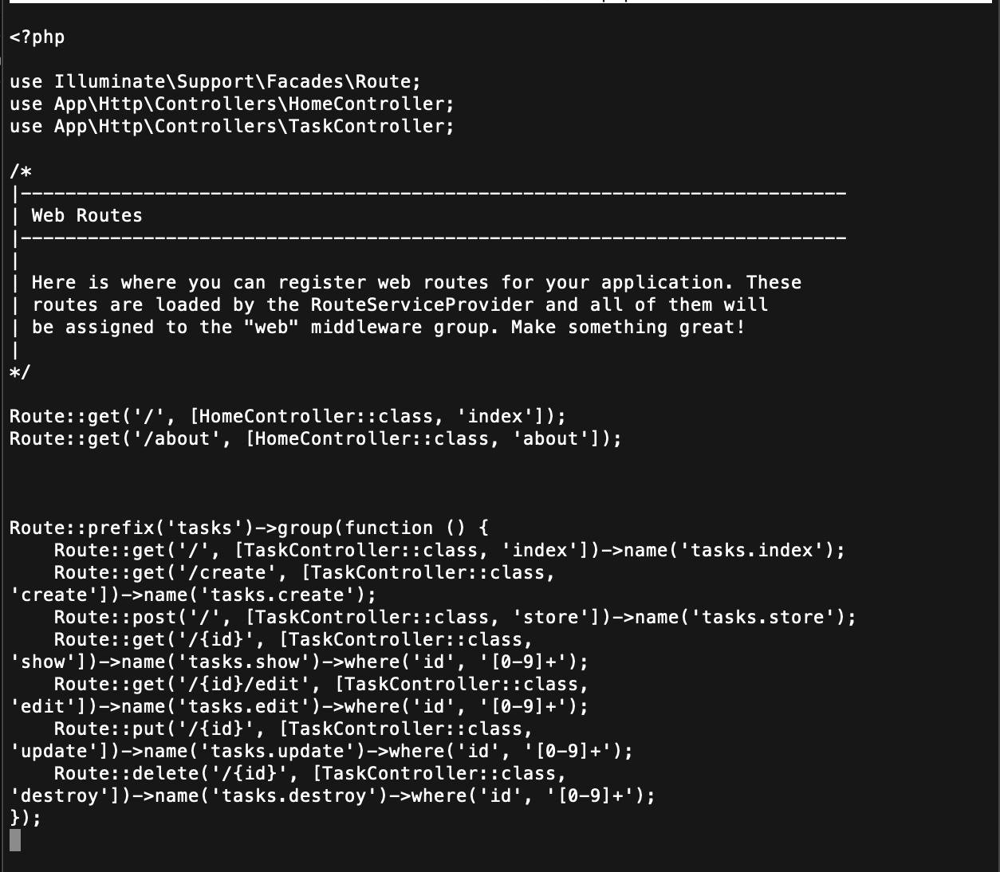 <?php

use Illuminate\Support\Facades\Route;
use App\Http\Controllers\HomeController;
use App\Http\Controllers\TaskController;

/*
|--------------------------------------------------------------------------
| Web Routes
|--------------------------------------------------------------------------
|
| Here is where you can register web routes for your application. These
| routes are loaded by the RouteServiceProvider and all of them will
| be assigned to the "web" middleware group. Make something great!
|
*/

Route::get('/', [HomeController::class, 'index']);
Route::get('/about', [HomeController::class, 'about']);

Route::prefix('tasks')->group(function () {
    Route::get('/', [TaskController::class, 'index'])->name('tasks.index');
    Route::get('/create', [TaskController::class,
'create'])->name('tasks.create');
    Route::post('/', [TaskController::class, 'store'])->name('tasks.store');
    Route::get('/{id}', [TaskController::class,
'show'])->name('tasks.show')->where('id', '[0-9]+');
    Route::get('/{id}/edit', [TaskController::class,
'edit'])->name('tasks.edit')->where('id', '[0-9]+');
    Route::put('/{id}', [TaskController::class,
'update'])->name('tasks.update')->where('id', '[0-9]+');
    Route::delete('/{id}', [TaskController::class,
'destroy'])->name('tasks.destroy')->where('id', '[0-9]+');
});